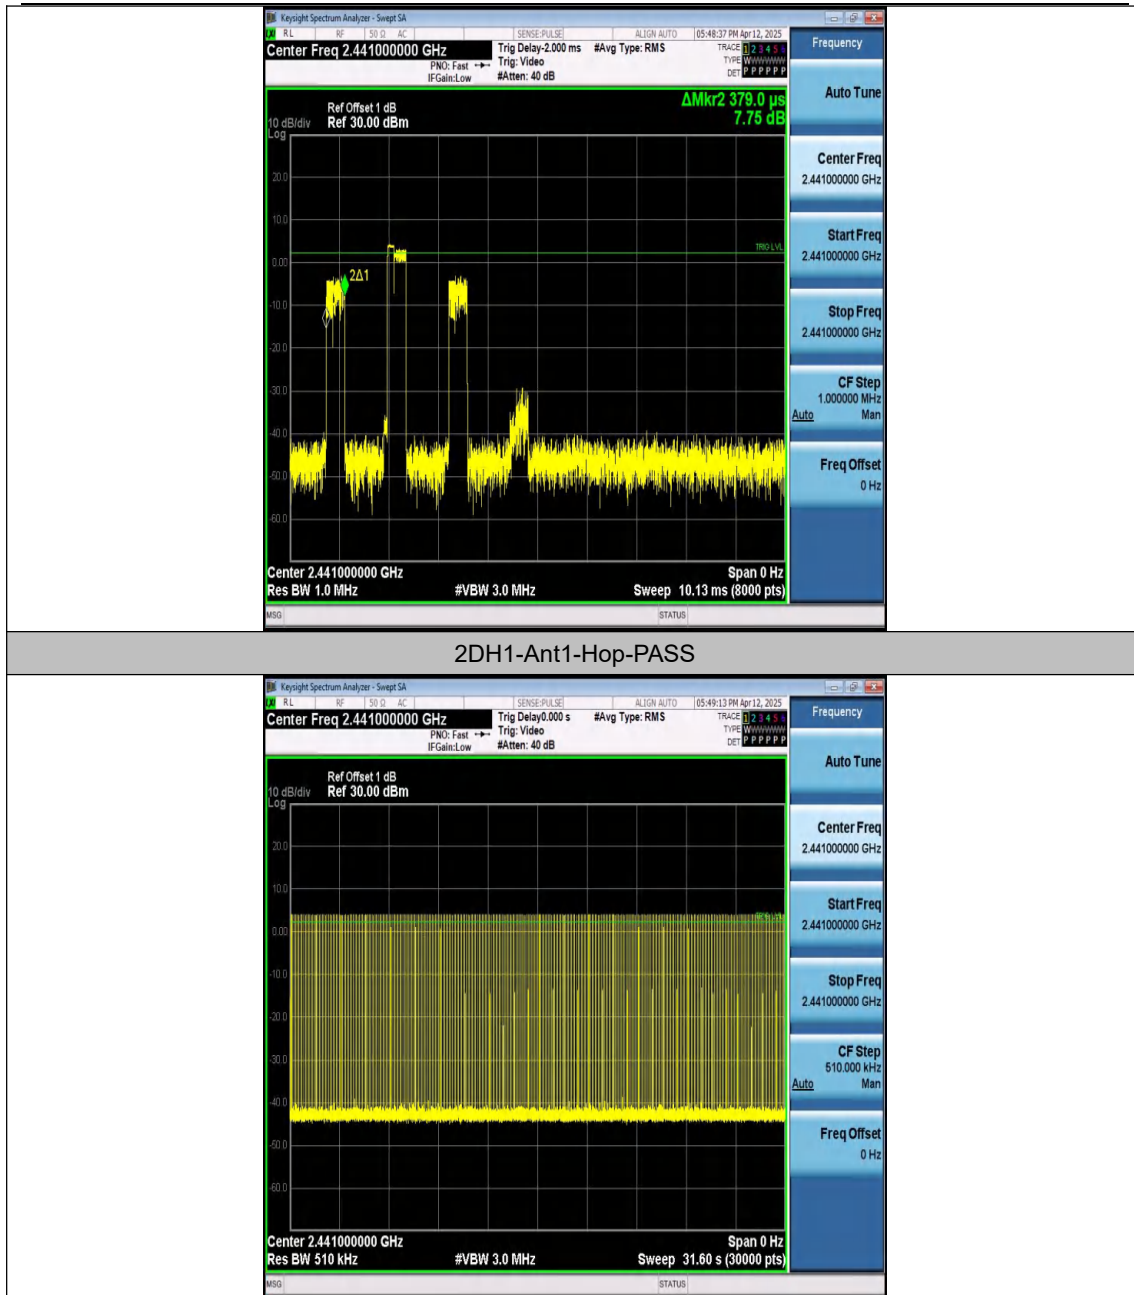 Keysight Spectrum Analyzer - Swept SA
RL RF 50 Ω AC SENSE:PULSE ALIGN AUTO 05:48:37 PM Apr 12, 2025
Center Freq 2.441000000 GHz
PNO: Fast
IFGain:Low
Trig Delay-2.000 ms
Trig: Video
#Atten: 40 dB
#Avg Type: RMS
TRACE 1 2 3 4 5 6
TYPE WWWWWW
DET P P P P P P
ΔMkr2 379.0 µs
7.75 dB
Ref Offset 1 dB
10 dB/div Ref 30.00 dBm
Log
20.0
10.0
0.00
-10.0
-20.0
-30.0
-40.0
-50.0
-60.0
TRIG LVL
2Δ1
Center 2.441000000 GHz Span 0 Hz
Res BW 1.0 MHz #VBW 3.0 MHz Sweep 10.13 ms (8000 pts)
MSG STATUS
Frequency
Auto Tune
Center Freq
2.441000000 GHz
Start Freq
2.441000000 GHz
Stop Freq
2.441000000 GHz
CF Step
1.000000 MHz
Auto Man
Freq Offset
0 Hz
2DH1-Ant1-Hop-PASS
Keysight Spectrum Analyzer - Swept SA
RL RF 50 Ω AC SENSE:PULSE ALIGN AUTO 05:49:13 PM Apr 12, 2025
Center Freq 2.441000000 GHz
PNO: Fast
IFGain:Low
Trig Delay0.000 s
Trig: Video
#Atten: 40 dB
#Avg Type: RMS
TRACE 1 2 3 4 5 6
TYPE WWWWWW
DET P P P P P P
Ref Offset 1 dB
10 dB/div Ref 30.00 dBm
Log
20.0
10.0
0.00
-10.0
-20.0
-30.0
-40.0
-50.0
-60.0
Center 2.441000000 GHz Span 0 Hz
Res BW 510 kHz #VBW 3.0 MHz Sweep 31.60 s (30000 pts)
MSG STATUS
Frequency
Auto Tune
Center Freq
2.441000000 GHz
Start Freq
2.441000000 GHz
Stop Freq
2.441000000 GHz
CF Step
510.000 kHz
Auto Man
Freq Offset
0 Hz